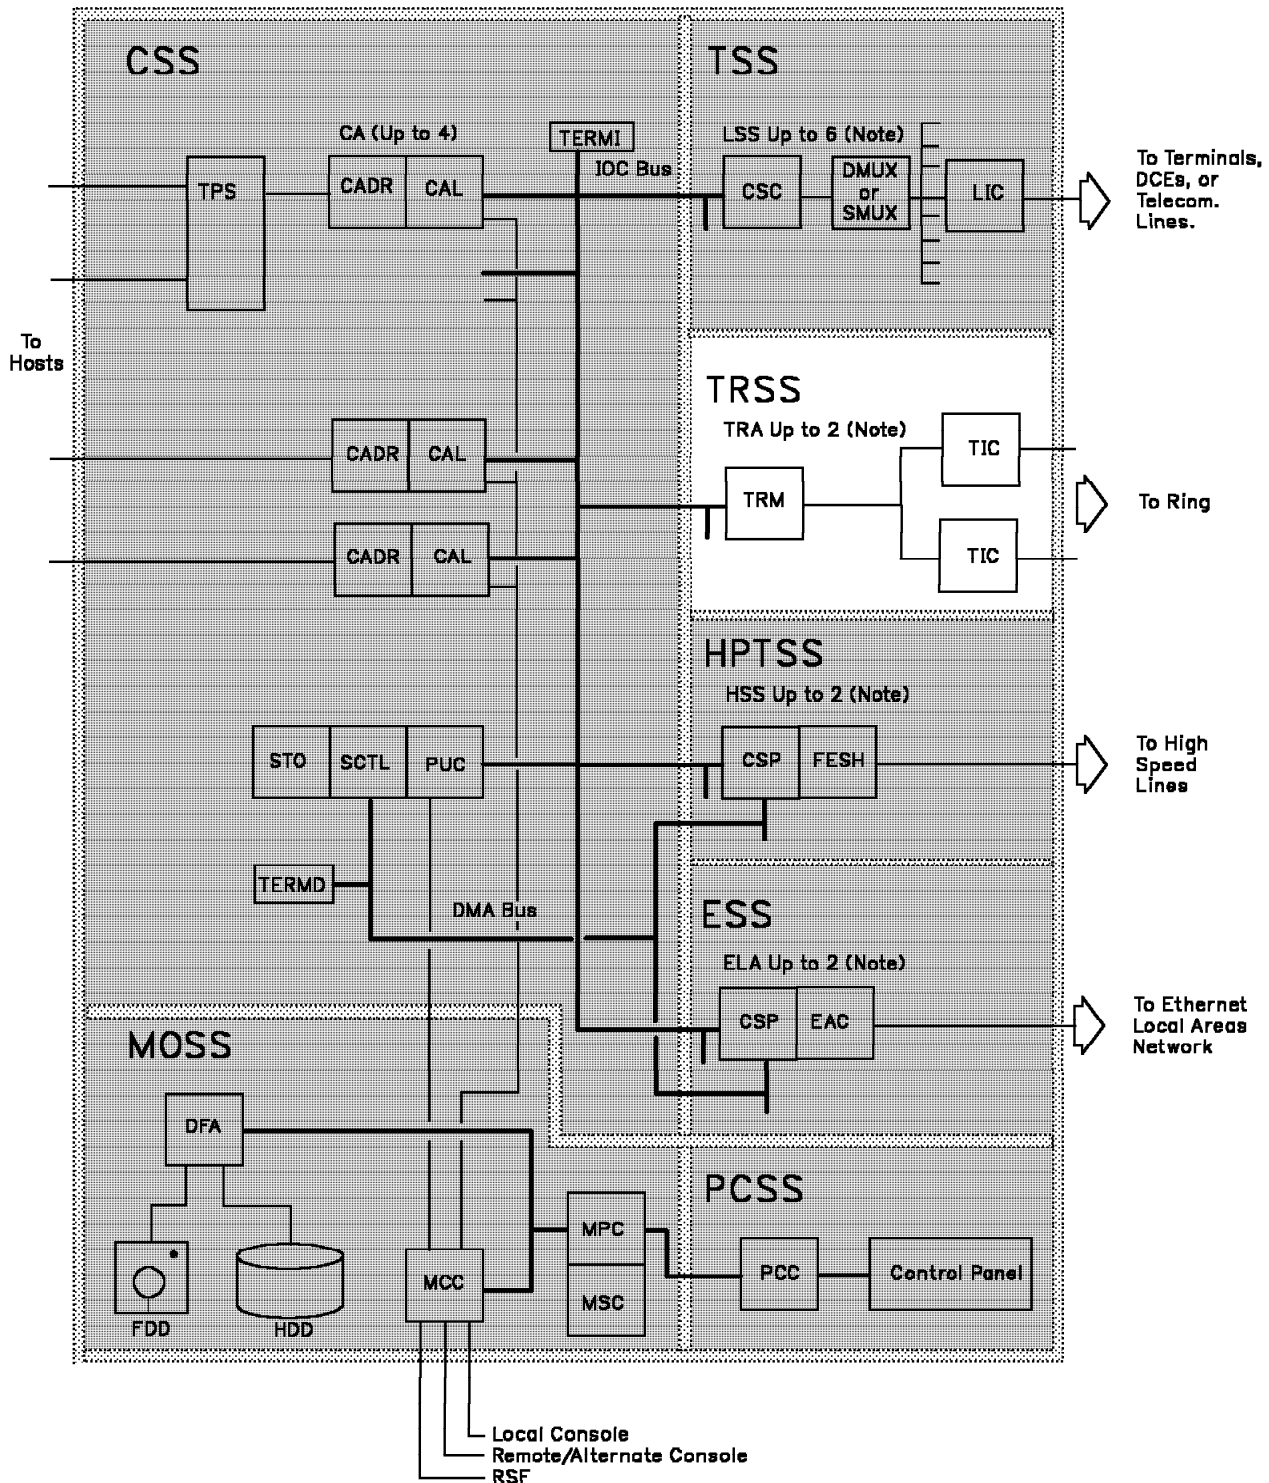 CSS
TSS
CA (Up to 4)
TERMI
IOC Bus
LSS Up to 6 (Note)
TPS
CADR
CAL
CSC
DMUX
or
SMUX
LIC
To Terminals,
DCEs, or
Telecom.
Lines.
To
Hosts
TRSS
TRA Up to 2 (Note)
CADR
CAL
TRM
TIC
TIC
To Ring
CADR
CAL
HPTSS
HSS Up to 2 (Note)
STO
SCTL
PUC
CSP
FESH
To High
Speed
Lines
TERMD
DMA Bus
ESS
ELA Up to 2 (Note)
CSP
EAC
To Ethernet
Local Areas
Network
MOSS
DFA
FDD
HDD
MCC
MPC
MSC
PCSS
PCC
Control Panel
Local Console
Remote/Alternate Console
RSF